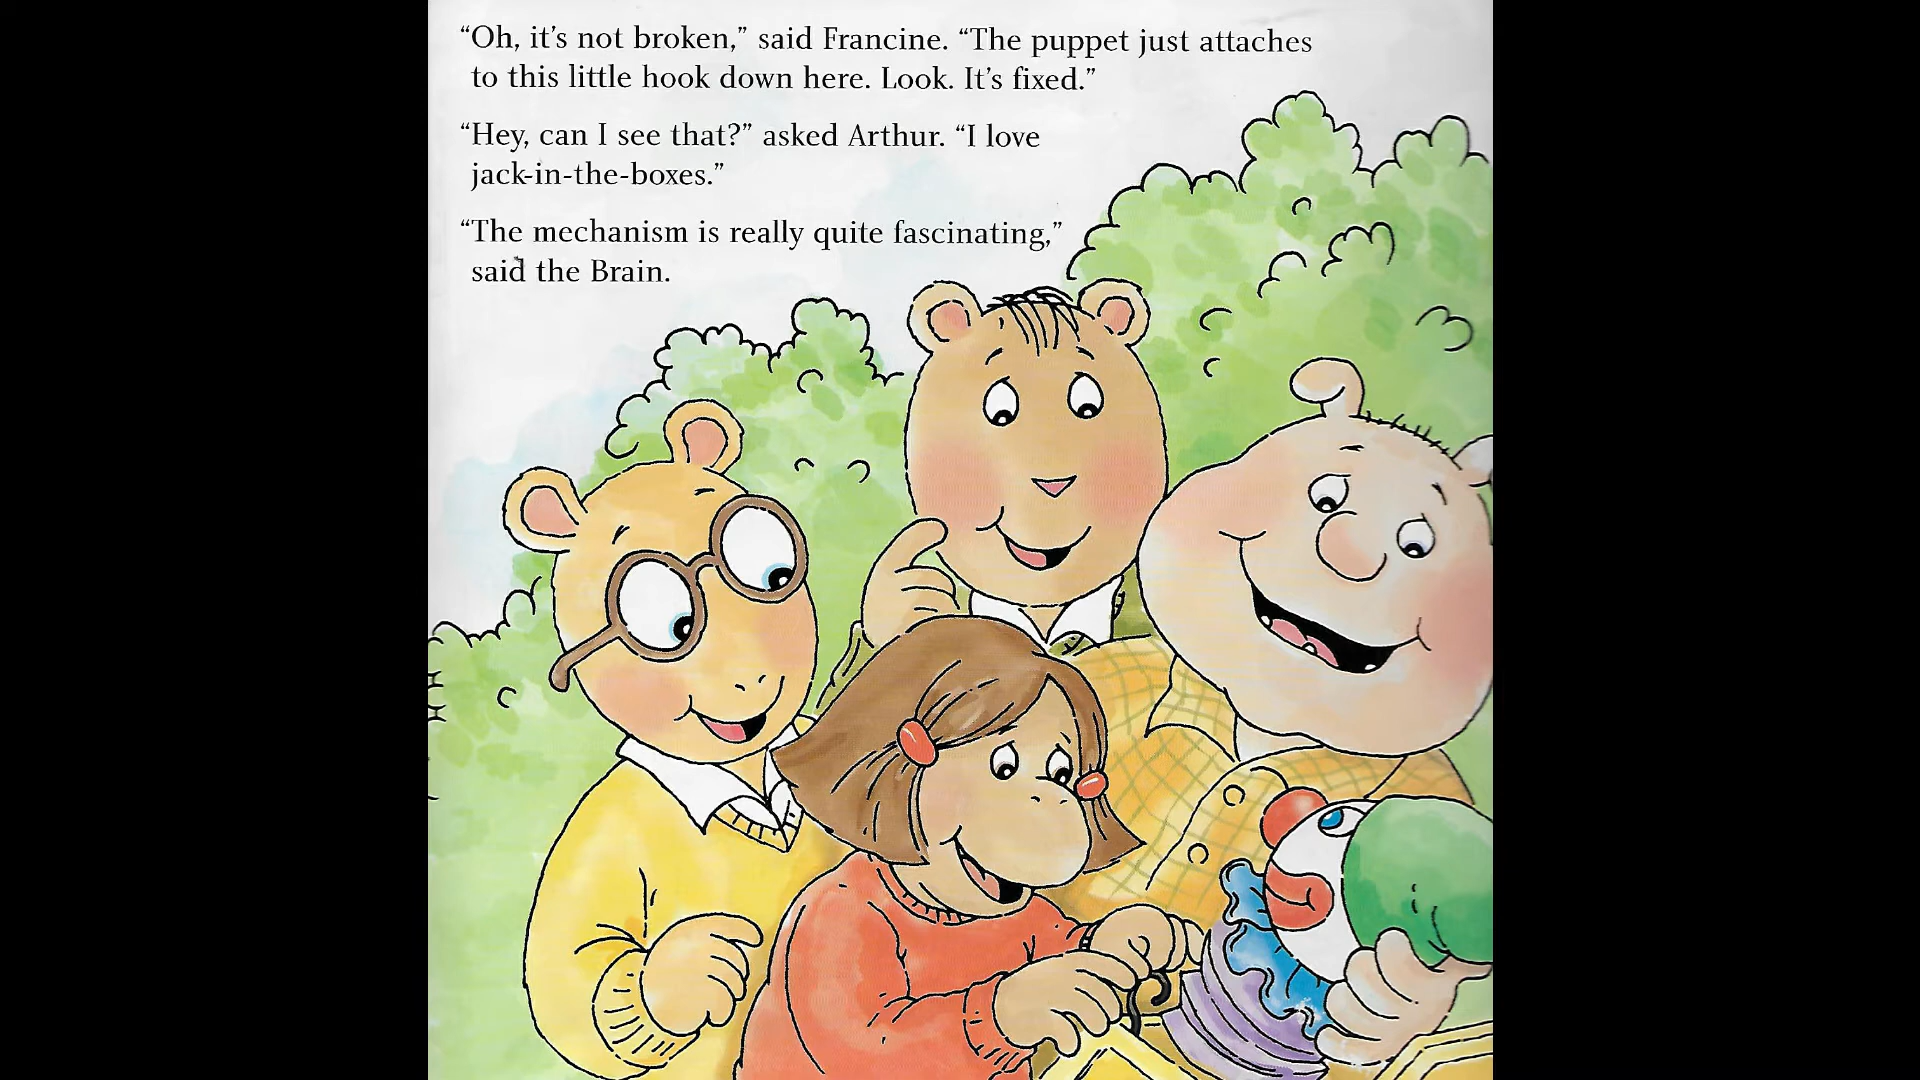 “Oh, it’s not broken,” said Francine. “The puppet just attaches
to this little hook down here. Look. It’s fixed.”
“Hey, can I see that?” asked Arthur. “I love
jack-in-the-boxes.”
“The mechanism is really quite fascinating,”
said the Brain.